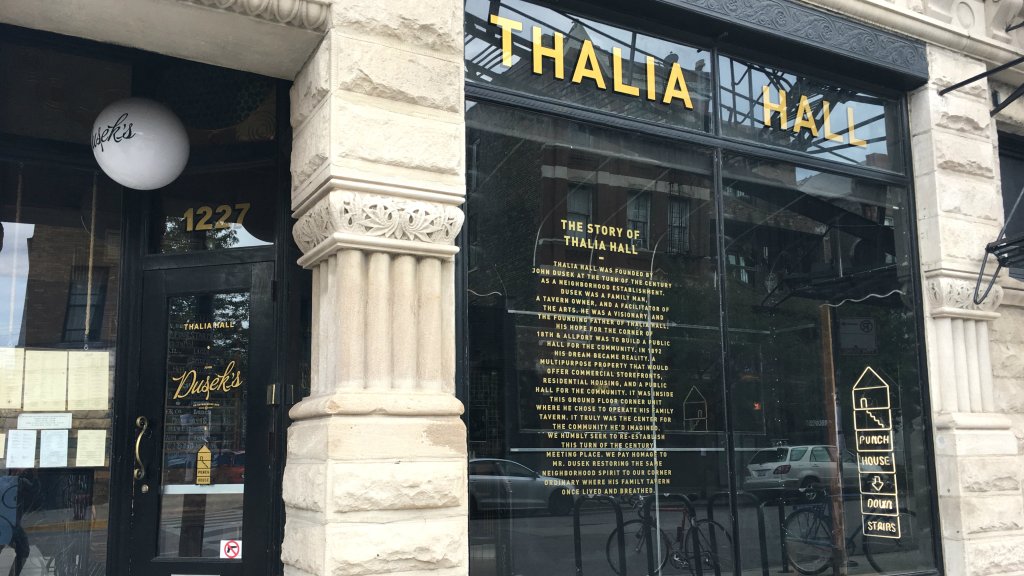 Dusek's
1227
THALIA HALL
AND
Dusek's
PUNCH
HOUSE
THALIA HALL
THE STORY OF
THALIA HALL
THALIA HALL WAS FOUNDED BY
JOHN DUSEK AT THE TURN OF THE CENTURY
AS A NEIGHBORHOOD ESTABLISHMENT.
DUSEK WAS A FAMILY MAN,
A TAVERN OWNER, AND A FACILITATOR OF
THE ARTS. HE WAS A VISIONARY AND
THE FOUNDING FATHER OF THALIA HALL.
HIS HOPE FOR THE CORNER OF
18TH & ALLPORT WAS TO BUILD A PUBLIC
HALL FOR THE COMMUNITY. IN 1892
HIS DREAM BECAME REALITY, A
MULTIPURPOSE PROPERTY THAT WOULD
OFFER COMMERCIAL STOREFRONTS,
RESIDENTIAL HOUSING, AND A PUBLIC
HALL FOR THE COMMUNITY. IT WAS INSIDE
THIS GROUND FLOOR CORNER UNIT
WHERE HE CHOSE TO OPERATE HIS FAMILY
TAVERN. IT TRULY WAS THE CENTER FOR
THE COMMUNITY HE'D IMAGINED.
WE HUMBLY SEEK TO RE-ESTABLISH
THIS TURN OF THE CENTURY
MEETING PLACE. WE PAY HOMAGE TO
MR. DUSEK RESTORING THE SAME
NEIGHBORHOOD SPIRIT TO OUR CORNER
ORDINARY WHERE HIS FAMILY TAVERN
ONCE LIVED AND BREATHED.
PUNCH
HOUSE
DOWN
STAIRS